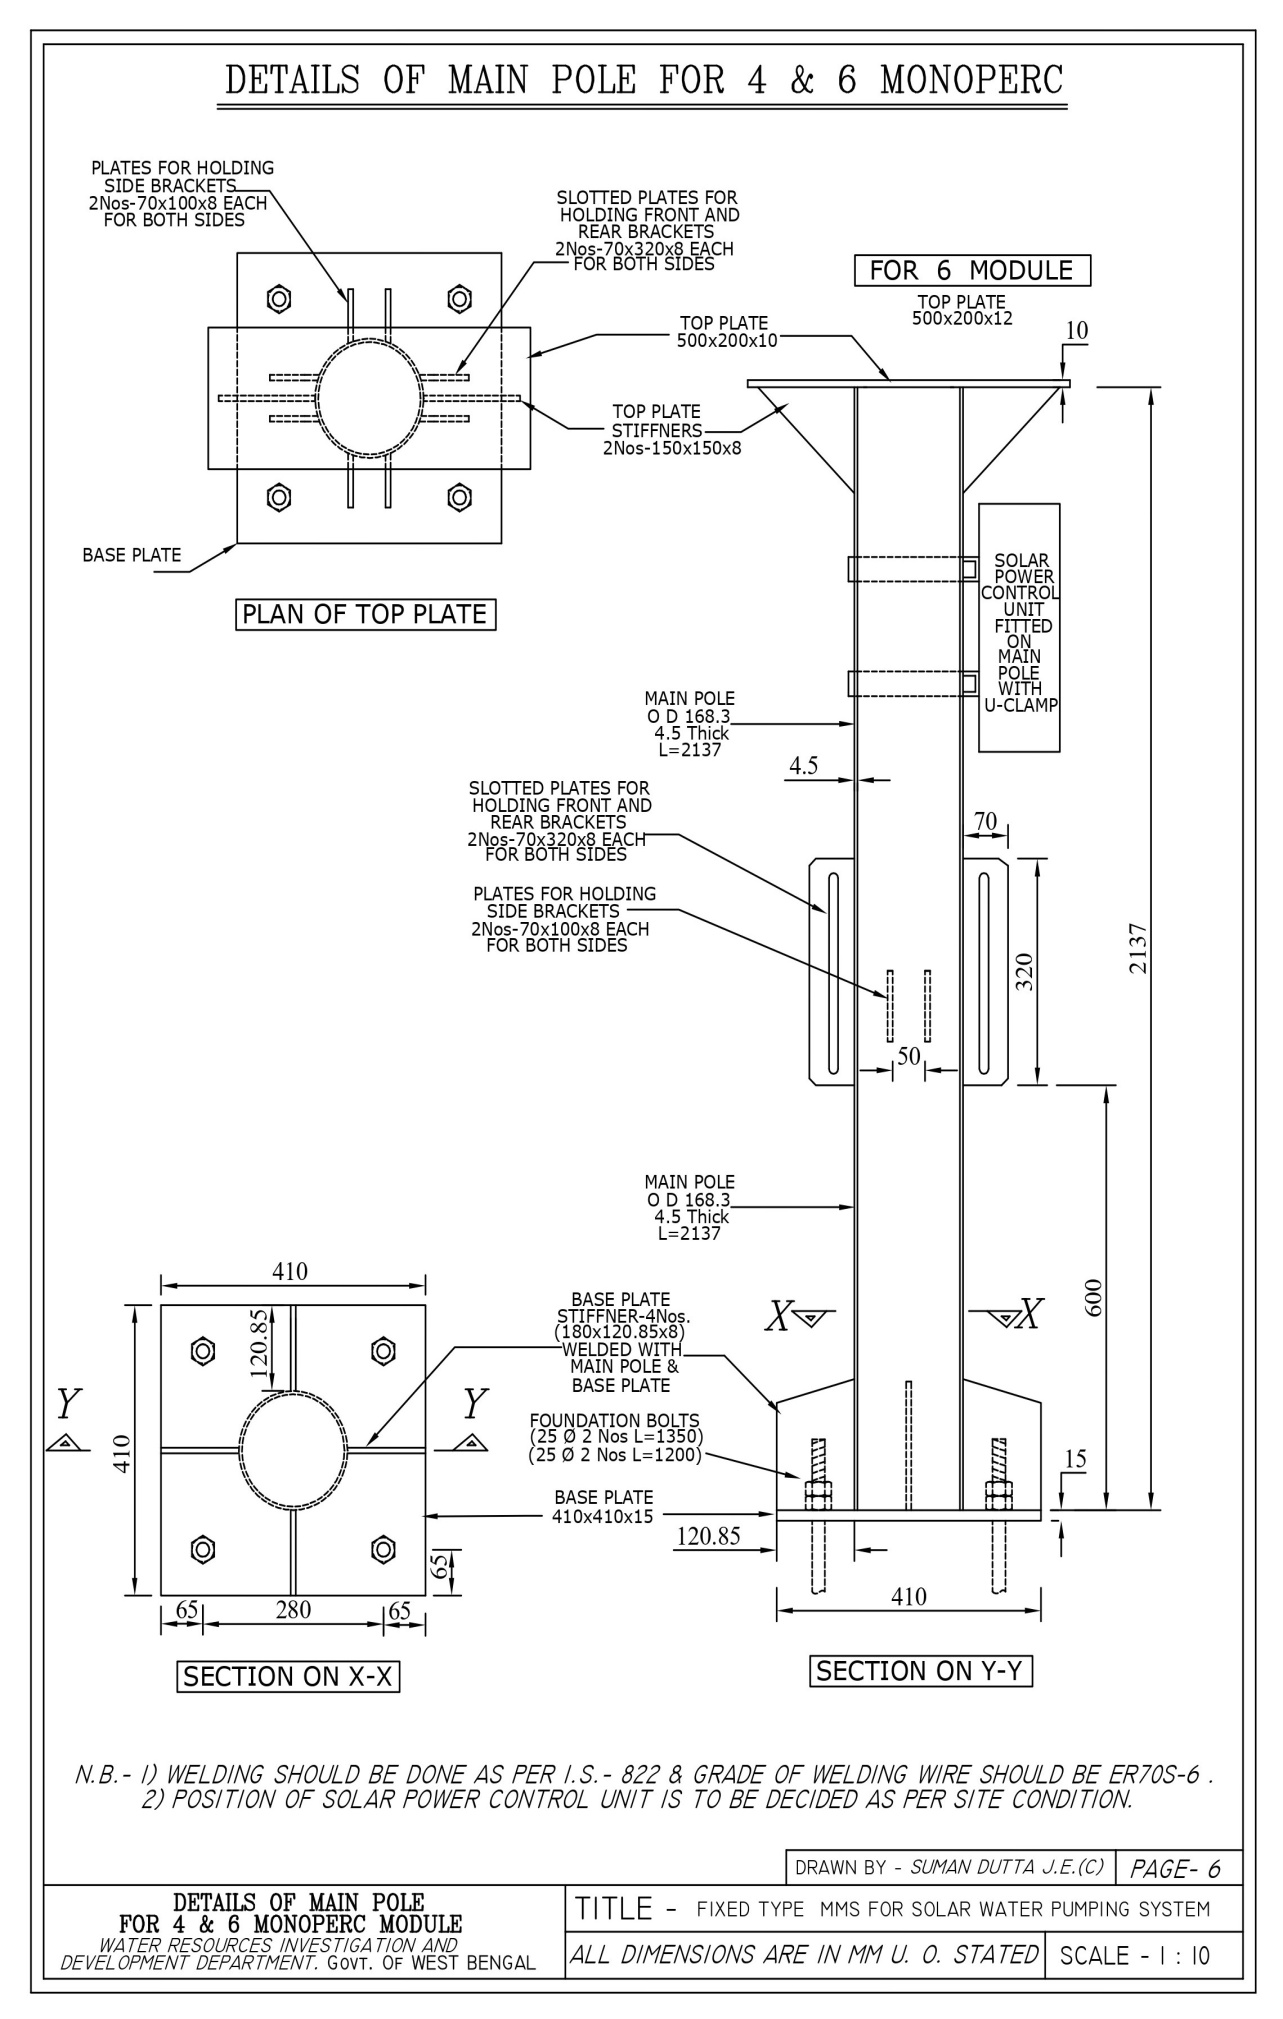 DETAILS OF MAIN POLE FOR 4 & 6 MONOPERC
PLATES FOR HOLDING
SIDE BRACKETS
2Nos-70x100x8 EACH
FOR BOTH SIDES
SLOTTED PLATES FOR
HOLDING FRONT AND
REAR BRACKETS
2Nos-70x320x8 EACH
FOR BOTH SIDES
FOR 6 MODULE
TOP PLATE
500x200x12
TOP PLATE
500x200x10
10
TOP PLATE
STIFFNERS
2Nos-150x150x8
BASE PLATE
PLAN OF TOP PLATE
SOLAR
POWER
CONTROL
UNIT
FITTED
ON
MAIN
POLE
WITH
U-CLAMP
MAIN POLE
O D 168.3
4.5 Thick
L=2137
4.5
SLOTTED PLATES FOR
HOLDING FRONT AND
REAR BRACKETS
2Nos-70x320x8 EACH
FOR BOTH SIDES
70
PLATES FOR HOLDING
SIDE BRACKETS
2Nos-70x100x8 EACH
FOR BOTH SIDES
320
2137
50
MAIN POLE
O D 168.3
4.5 Thick
L=2137
600
X
X
410
120.85
410
Y
Y
BASE PLATE
STIFFNER-4Nos.
(180x120.85x8)
WELDED WITH
MAIN POLE &
BASE PLATE
FOUNDATION BOLTS
(25 Ø 2 Nos L=1350)
(25 Ø 2 Nos L=1200)
BASE PLATE
410x410x15
15
120.85
410
65
65
280
65
SECTION ON X-X
SECTION ON Y-Y
N.B.- 1) WELDING SHOULD BE DONE AS PER I.S.- 822 & GRADE OF WELDING WIRE SHOULD BE ER70S-6 .
2) POSITION OF SOLAR POWER CONTROL UNIT IS TO BE DECIDED AS PER SITE CONDITION.
DRAWN BY - SUMAN DUTTA J.E.(C)
PAGE- 6
DETAILS OF MAIN POLE
FOR 4 & 6 MONOPERC MODULE
WATER RESOURCES INVESTIGATION AND
DEVELOPMENT DEPARTMENT. GOVT. OF WEST BENGAL
TITLE - FIXED TYPE MMS FOR SOLAR WATER PUMPING SYSTEM
ALL DIMENSIONS ARE IN MM U. O. STATED
SCALE - 1 : 10